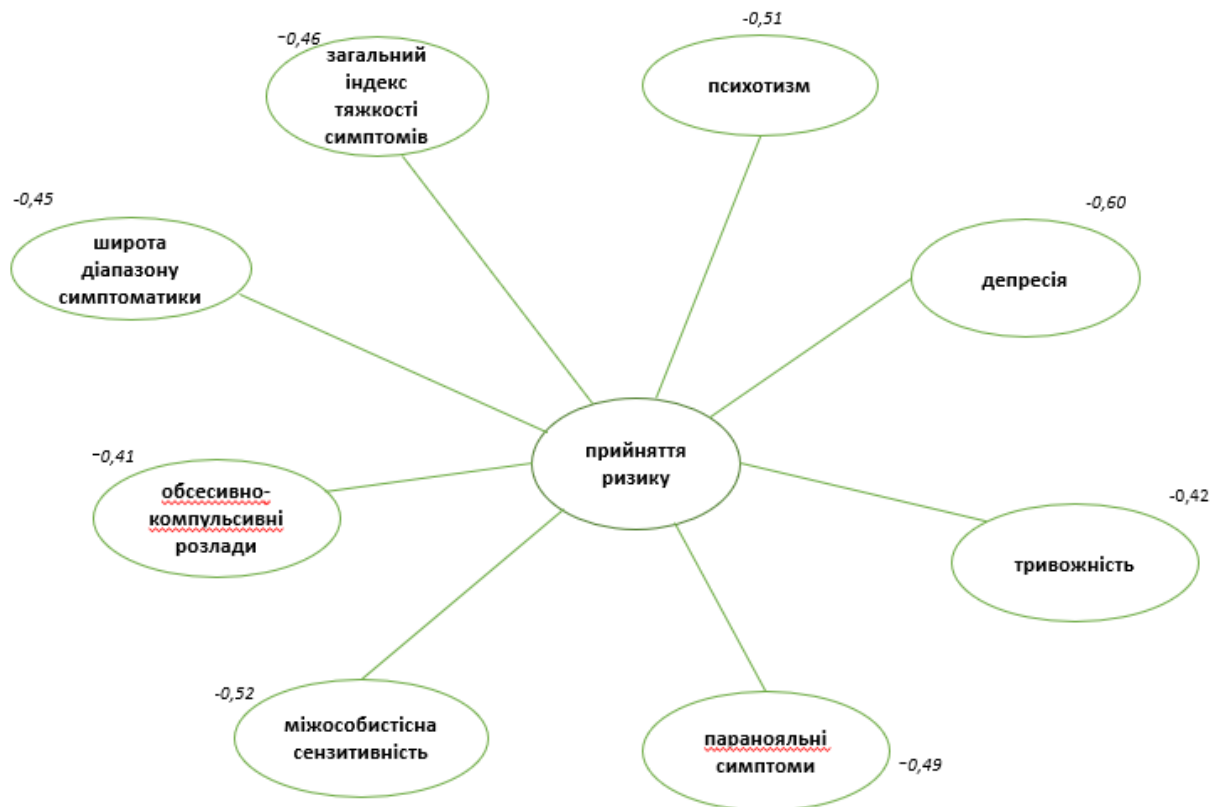 −0,46
загальний
індекс
тяжкості
симптомів
-0,51
психотизм
-0,45
широта
діапазону
симптоматики
-0,60
депресія
прийняття
ризику
−0,41
обсесивно-
компульсивні
розлади
-0,42
тривожність
-0,52
міжособистісна
сензитивність
паранояльні
симптоми
−0,49